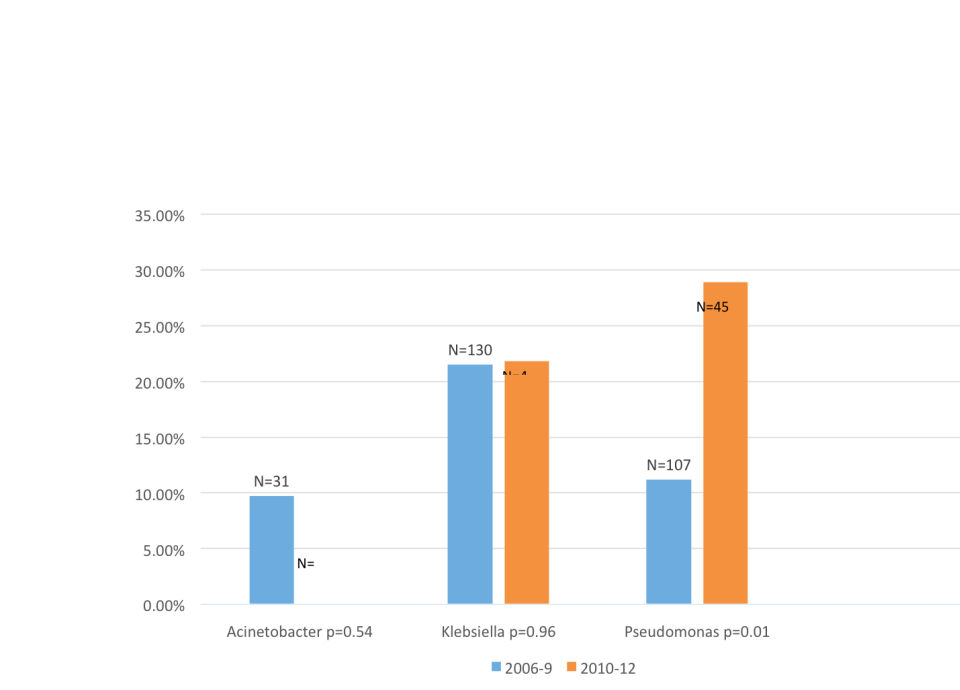 35.00%
30.00%
25.00%
20.00%
15.00%
10.00%
5.00%
0.00%
N=31
N=
N=130
N=107
N=45
Acinetobacter p=0.54
Klebsiella p=0.96
Pseudomonas p=0.01
2006-9
2010-12